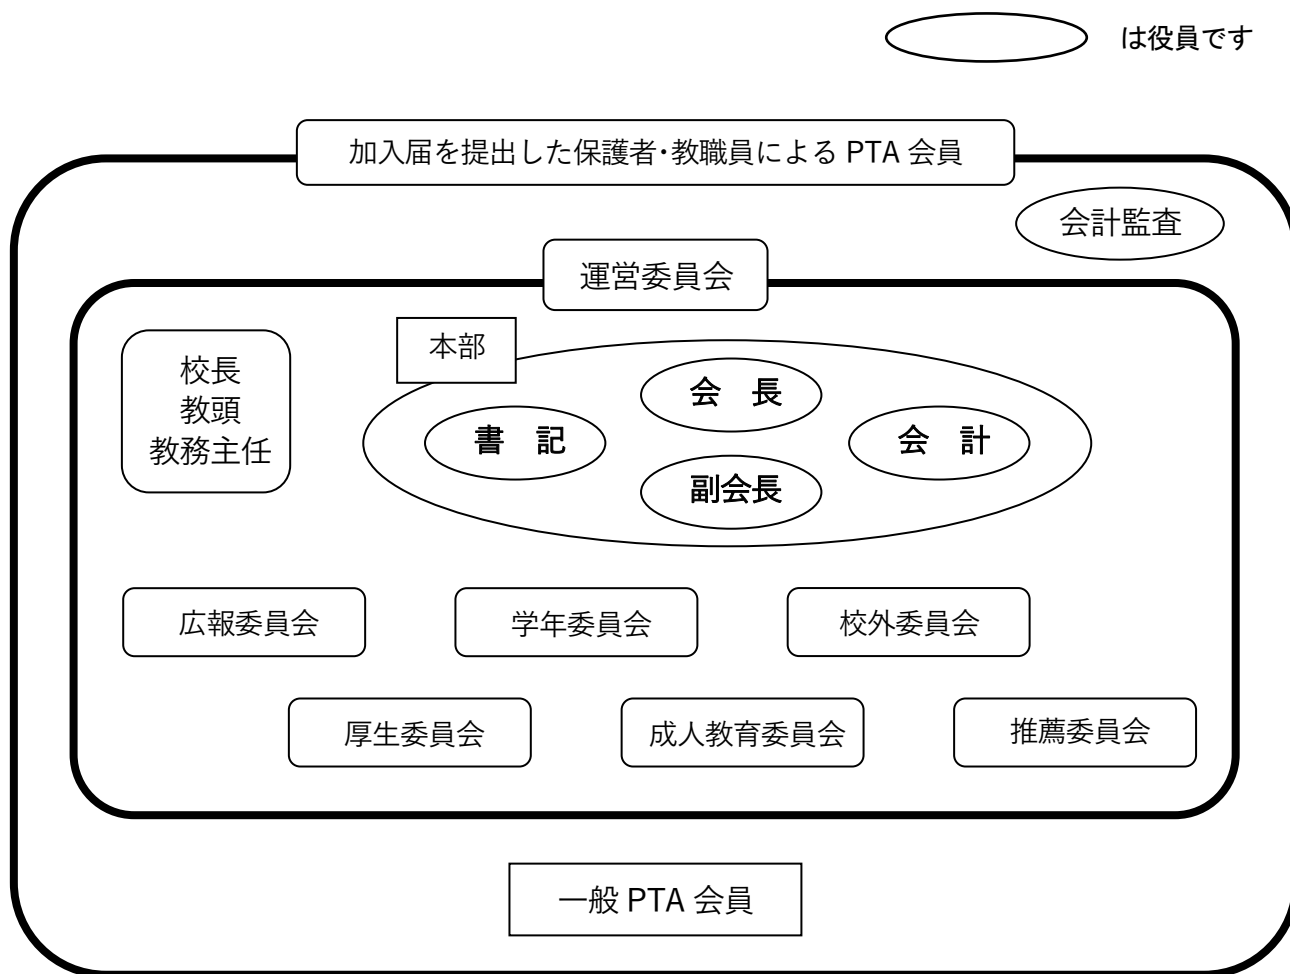 は役員です
加入届を提出した保護者・教職員による PTA 会員
会計監査
運営委員会
本部
校長
教頭
教務主任
会　長
書　記
会　計
副会長
広報委員会
学年委員会
校外委員会
厚生委員会
成人教育委員会
推薦委員会
一般 PTA 会員